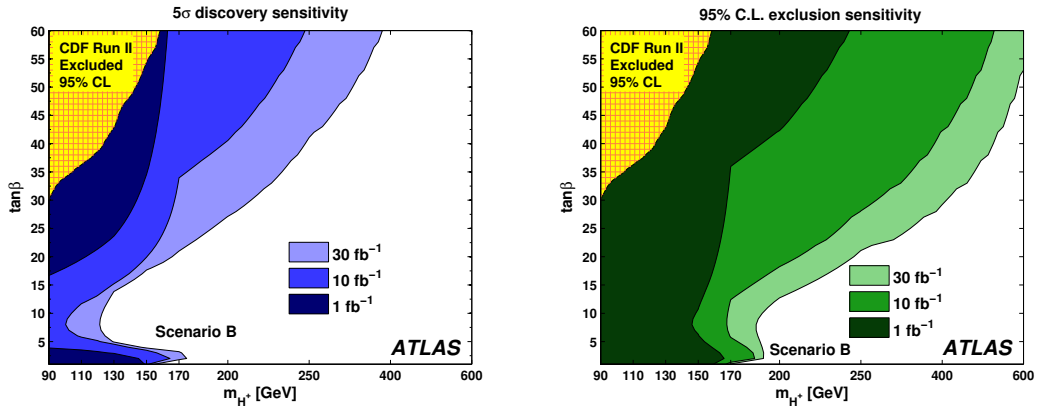 5σ discovery sensitivity
60
55
50
45
40
35
30
25
20
15
10
5
tanβ
CDF Run II
Excluded
95% CL
30 fb⁻¹
10 fb⁻¹
1 fb⁻¹
Scenario B
ATLAS
90 110 130 150 170 200 250 400 600
m_H⁺ [GeV]
95% C.L. exclusion sensitivity
60
55
50
45
40
35
30
25
20
15
10
5
tanβ
CDF Run II
Excluded
95% CL
30 fb⁻¹
10 fb⁻¹
1 fb⁻¹
Scenario B
ATLAS
90 110 130 150 170 200 250 400 600
m_H⁺ [GeV]